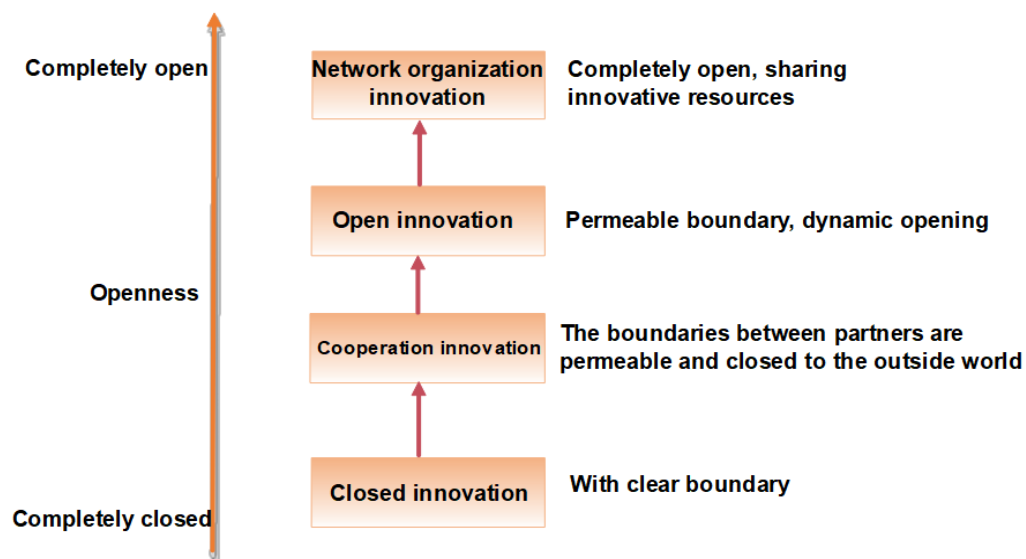 Completely open
Network organization
innovation
Completely open, sharing
innovative resources
Open innovation
Permeable boundary, dynamic opening
Openness
Cooperation innovation
The boundaries between partners are
permeable and closed to the outside world
Closed innovation
With clear boundary
Completely closed